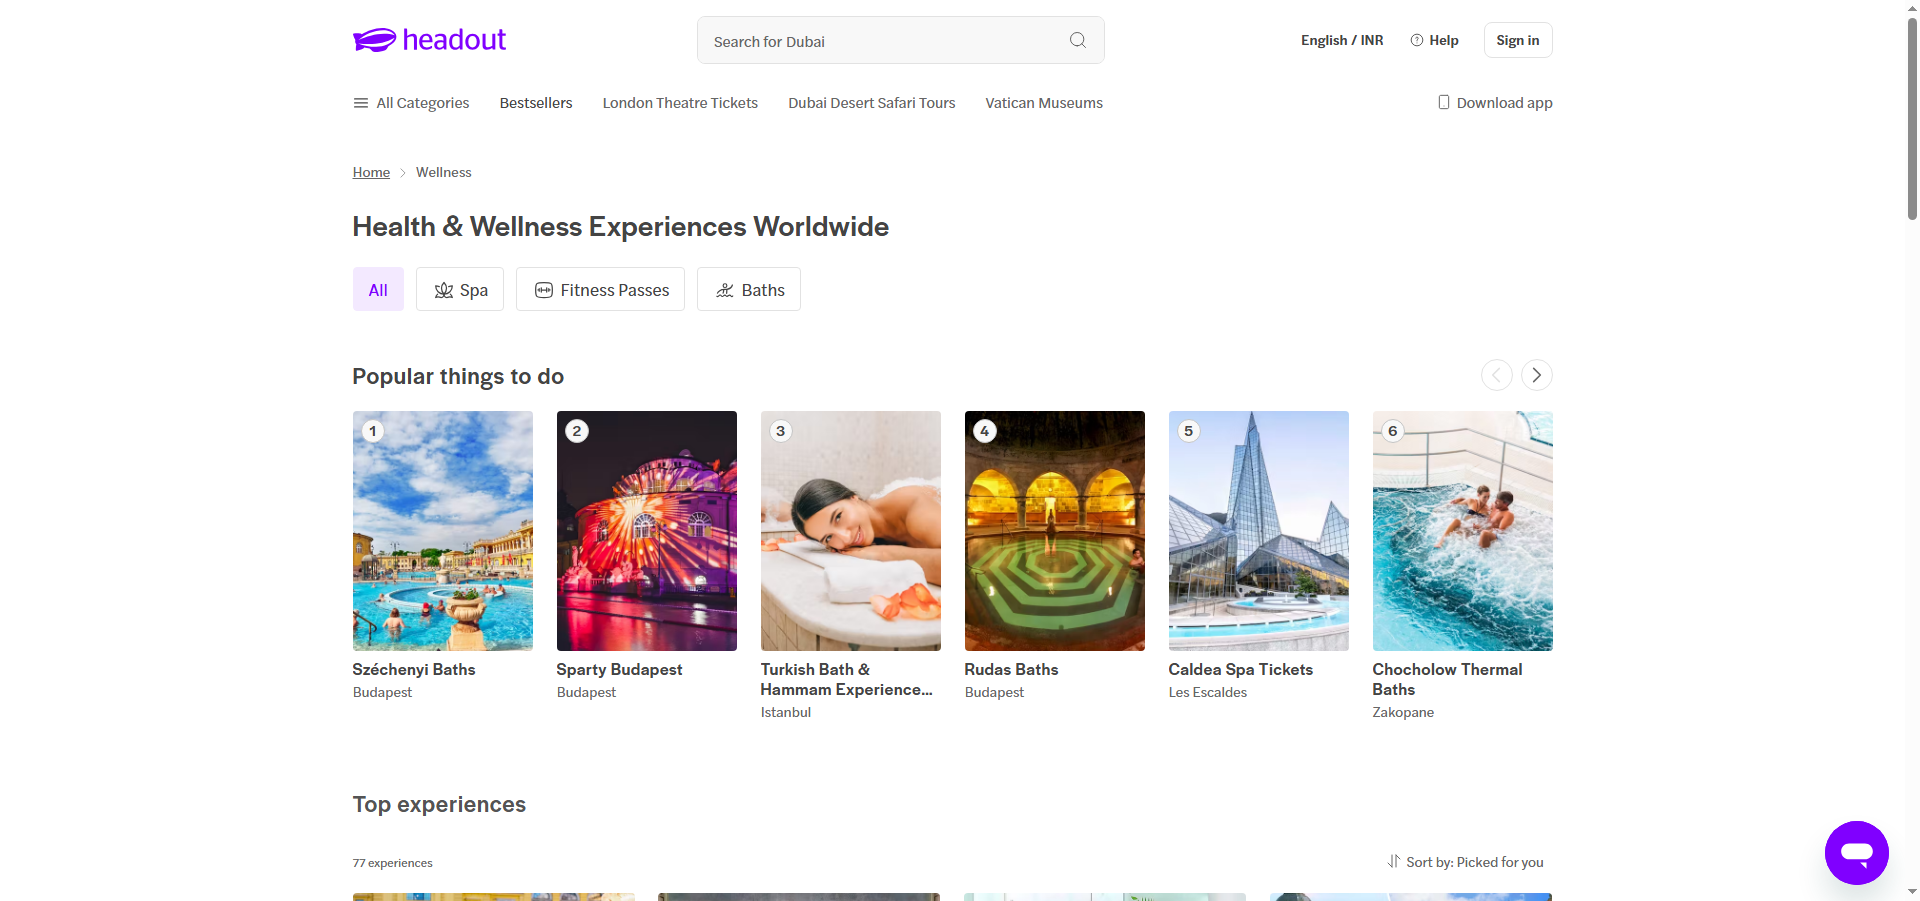 headout
Search for Dubai
English / INR
Help
Sign in
All Categories
Bestsellers
London Theatre Tickets
Dubai Desert Safari Tours
Vatican Museums
Download app
Home
Wellness
Health & Wellness Experiences Worldwide
All
Spa
Fitness Passes
Baths
Popular things to do
1
2
3
4
5
6
Széchenyi Baths
Budapest
Sparty Budapest
Budapest
Turkish Bath &
Hammam Experience...
Istanbul
Rudas Baths
Budapest
Caldea Spa Tickets
Les Escaldes
Chocholow Thermal
Baths
Zakopane
Top experiences
77 experiences
Sort by: Picked for you